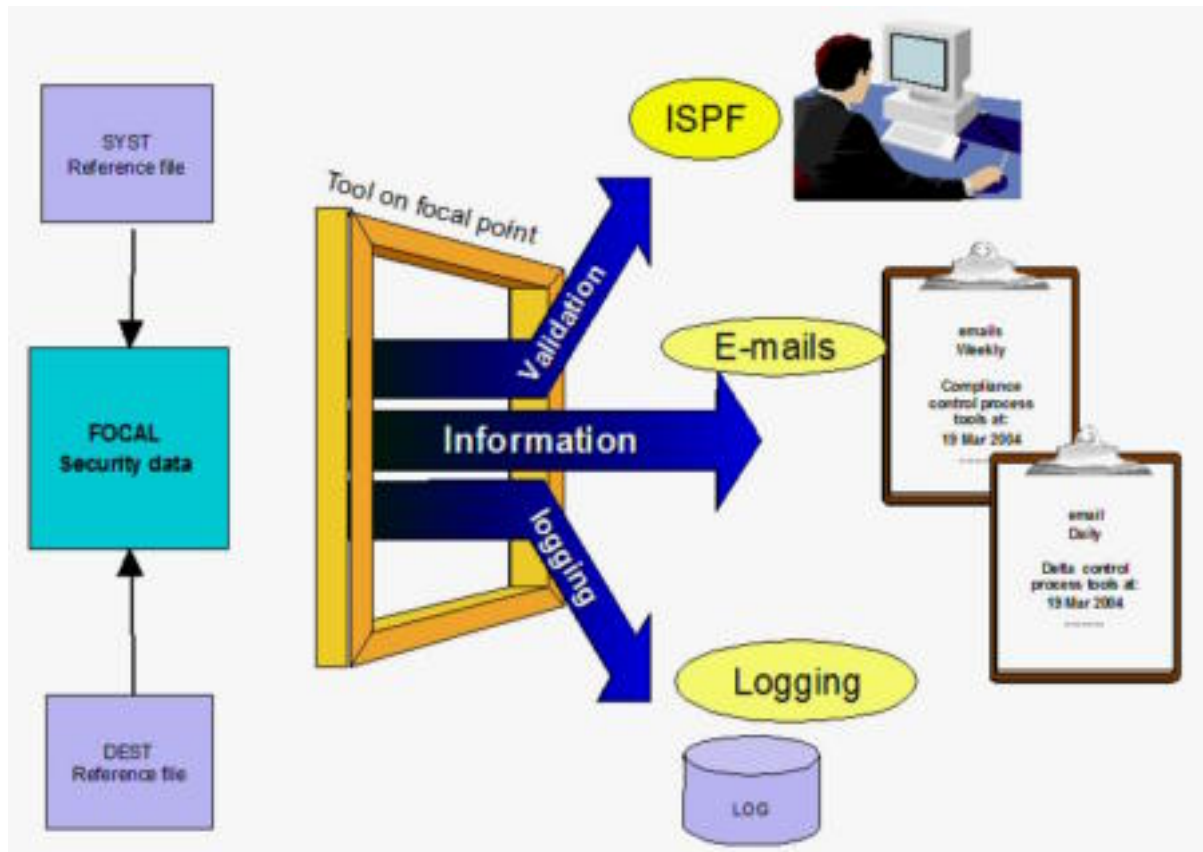 SYST
Reference file
FOCAL
Security data
DEST
Reference file
Tool on focal point
Validation
Information
logging
ISPF
E-mails
emails
Weekly
Compliance
control process
tools at:
19 Mar 2004
email
Daily
Delta control
process tools at:
19 Mar 2004
Logging
LOG